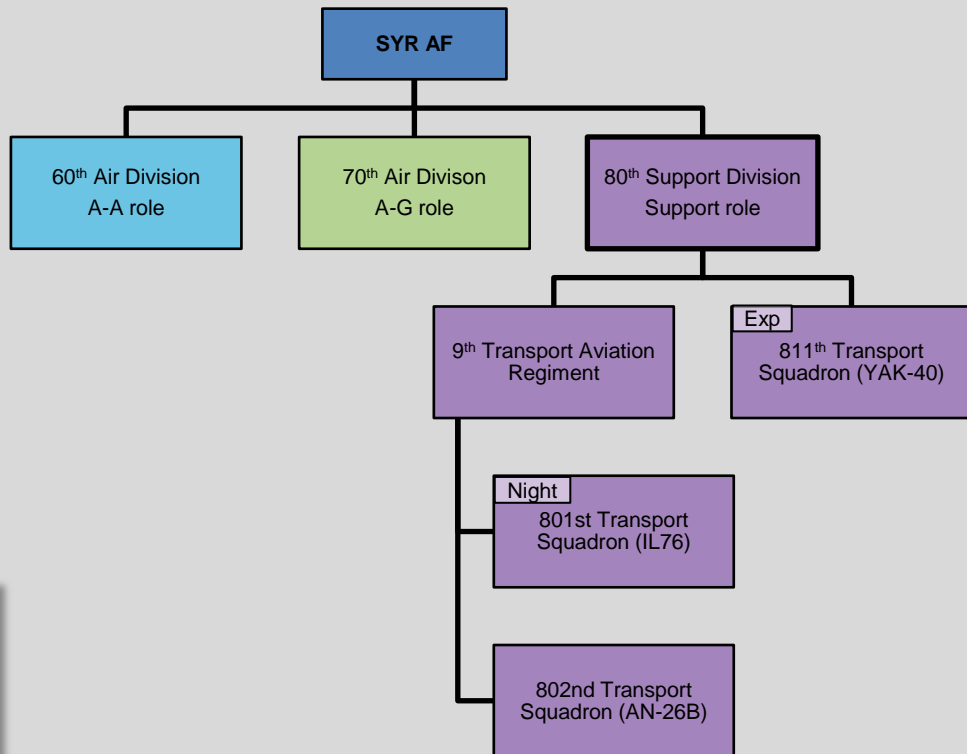 SYR AF
60th Air Division
A-A role
70th Air Divison
A-G role
80th Support Division
Support role
9th Transport Aviation
Regiment
Exp
811th Transport
Squadron (YAK-40)
Night
801st Transport
Squadron (IL76)
802nd Transport
Squadron (AN-26B)